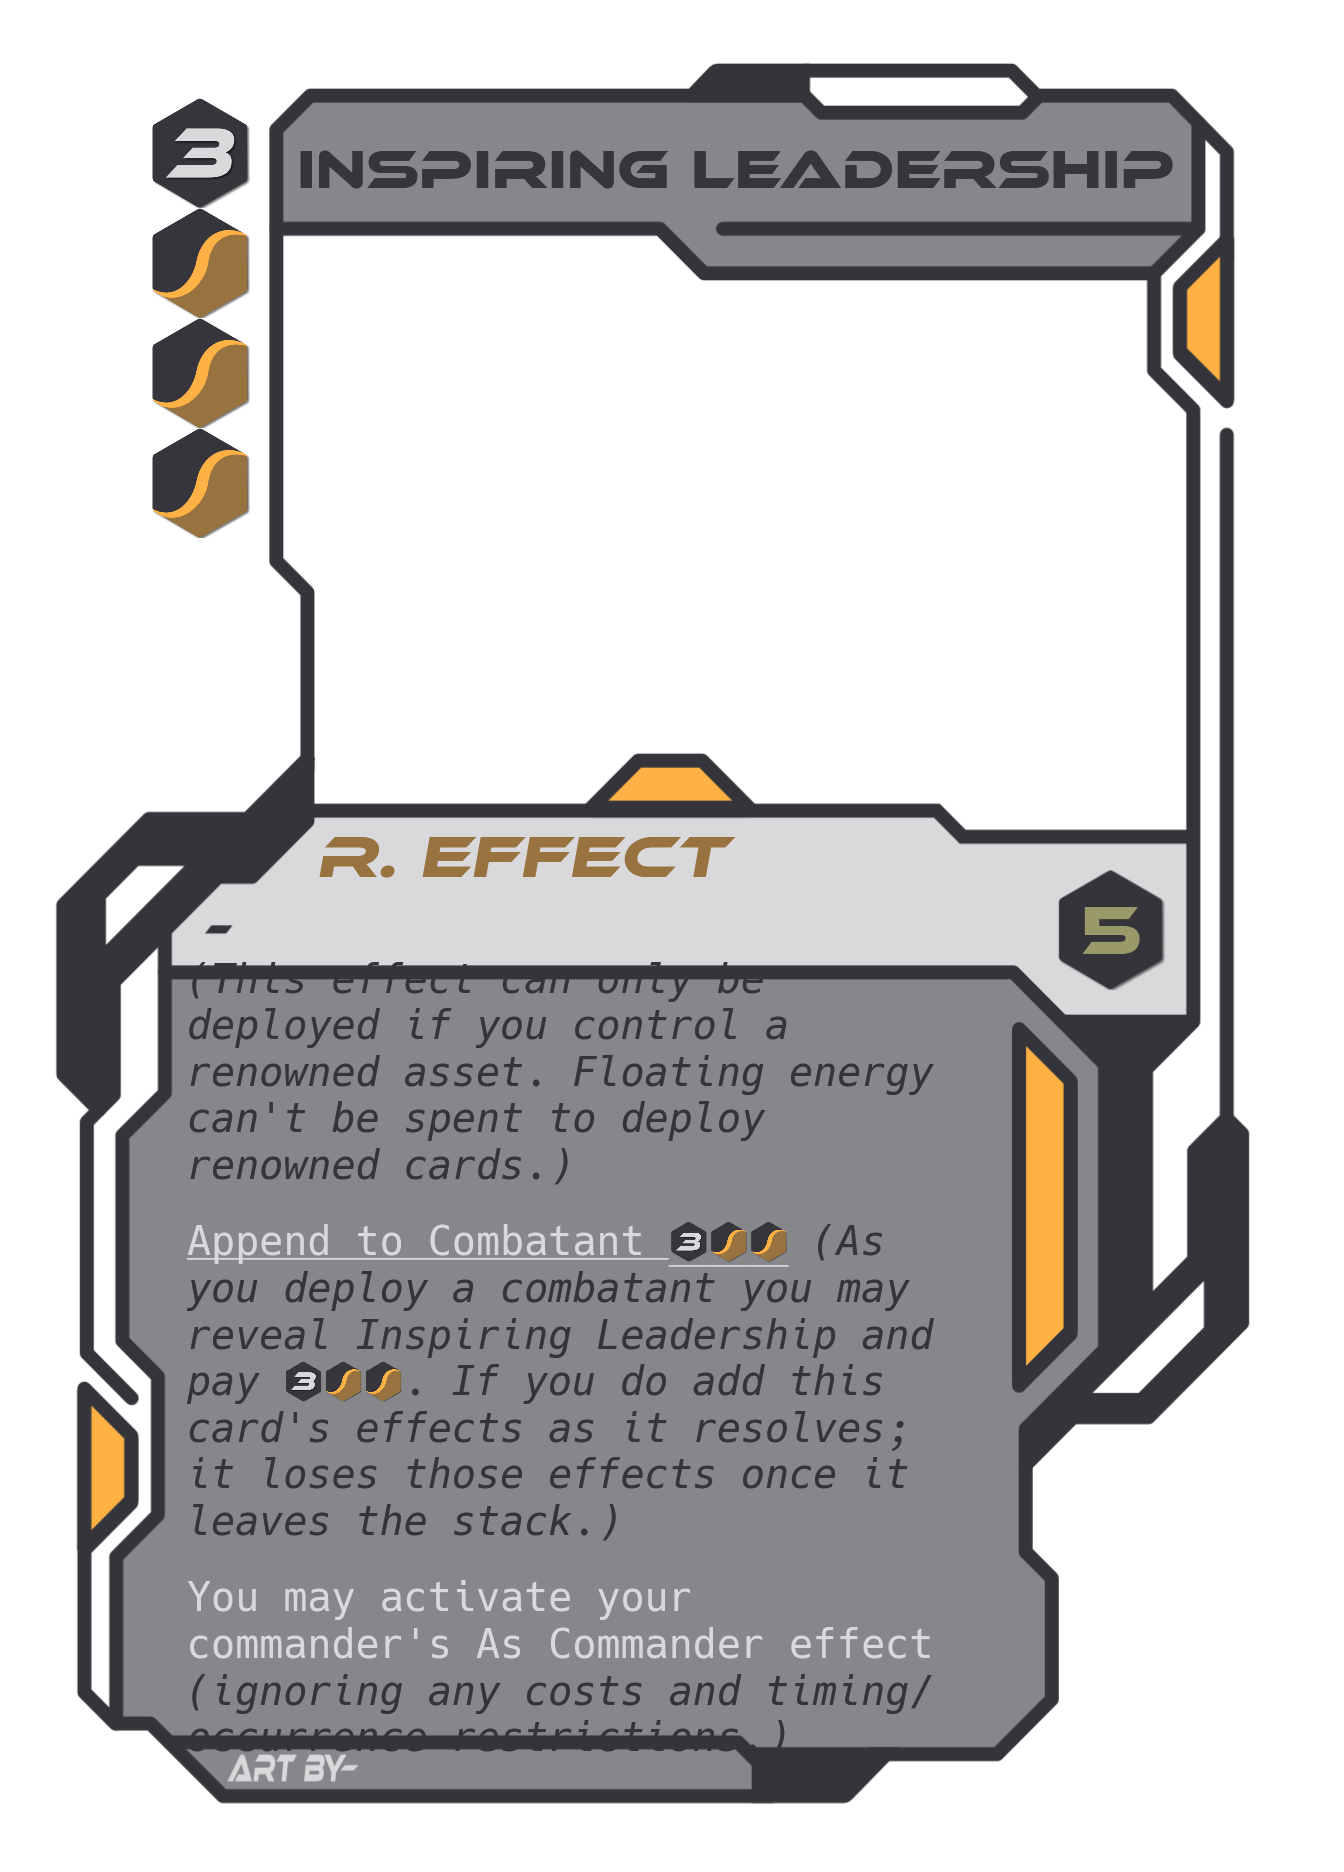 3
INSPIRING LEADERSHIP
R. EFFECT
-
5
(This effect can only be
deployed if you control a
renowned asset. Floating energy
can't be spent to deploy
renowned cards.)
Append to Combatant 3 (As
you deploy a combatant you may
reveal Inspiring Leadership and
pay 3. If you do add this
card's effects as it resolves;
it loses those effects once it
leaves the stack.)
You may activate your
commander's As Commander effect
(ignoring any costs and timing/
occurrence restrictions.)
ART BY-